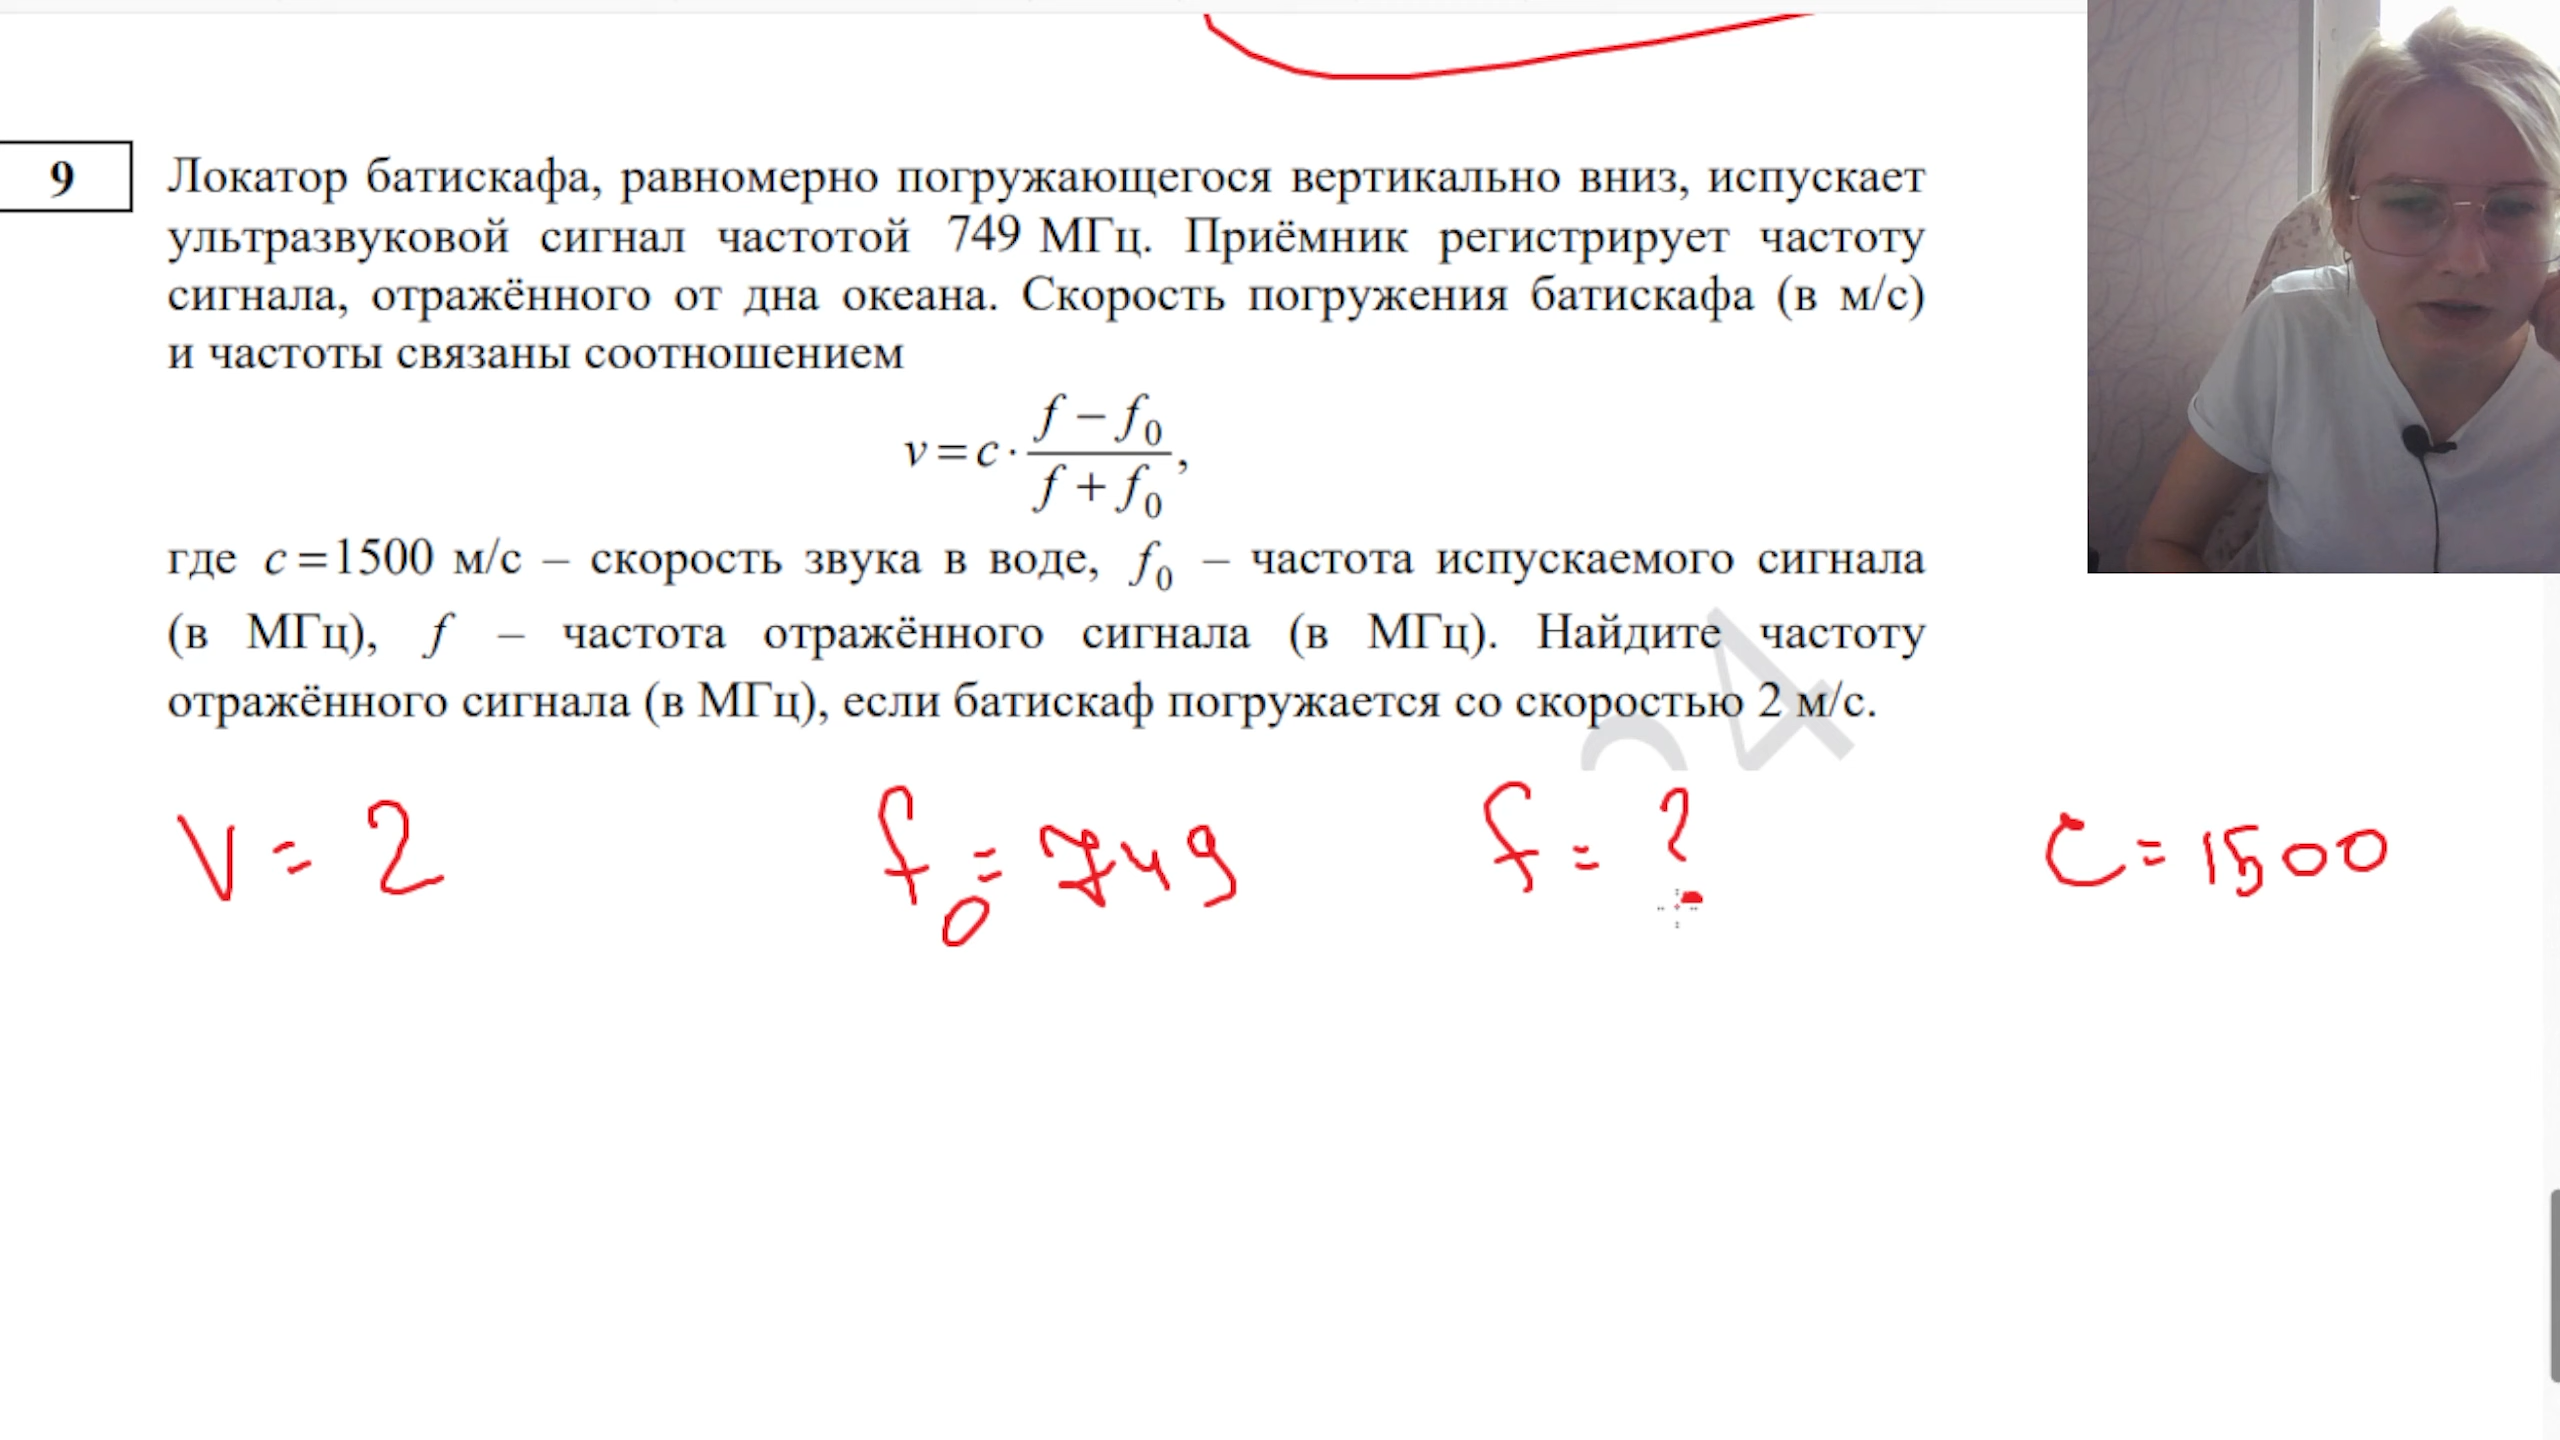 9
Локатор батискафа, равномерно погружающегося вертикально вниз, испускает
ультразвуковой сигнал частотой 749 МГц. Приёмник регистрирует частоту
сигнала, отражённого от дна океана. Скорость погружения батискафа (в м/с)
и частоты связаны соотношением
v = c · (f − f₀)/(f + f₀),
где c = 1500 м/с – скорость звука в воде, f₀ – частота испускаемого сигнала
(в МГц), f – частота отражённого сигнала (в МГц). Найдите частоту
отражённого сигнала (в МГц), если батискаф погружается со скоростью 2 м/с.
24
V = 2 f₀ = 749 f = ? c = 1500